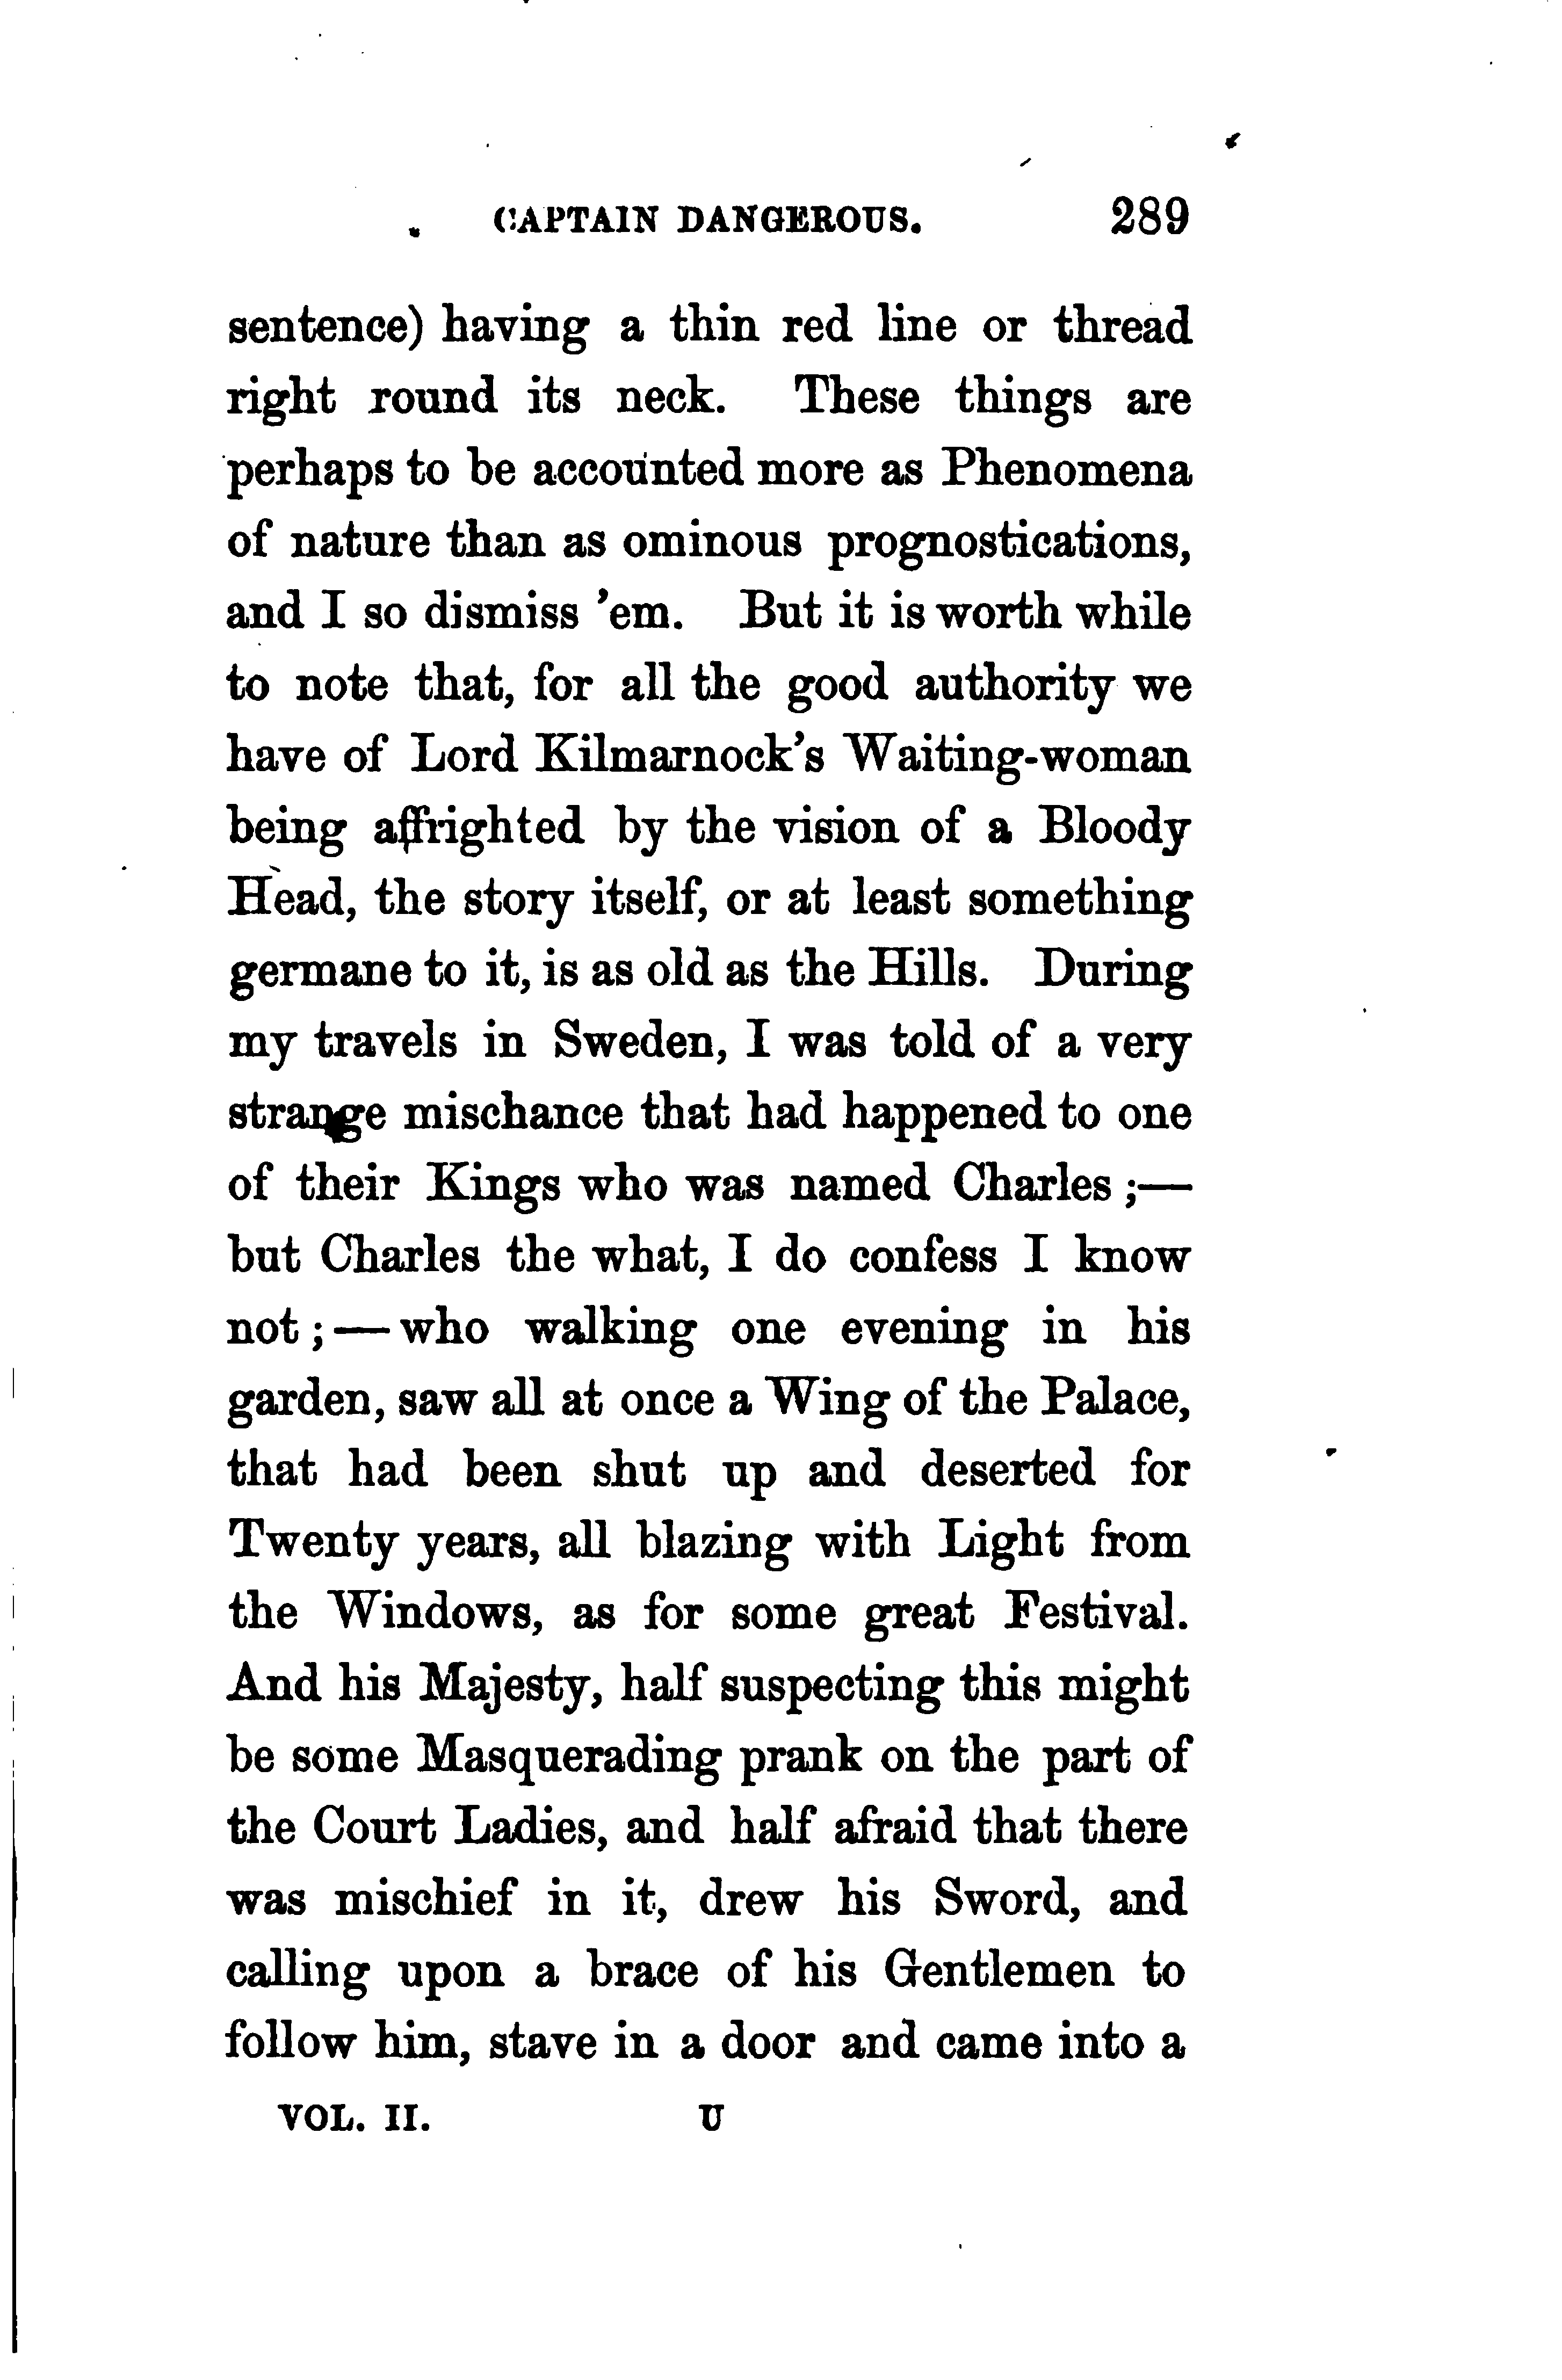 CAPTAIN DANGEROUS. 289
sentence) having a thin red line or thread
right round its neck. These things are
perhaps to be accounted more as Phenomena
of nature than as ominous prognostications,
and I so dismiss 'em. But it is worth while
to note that, for all the good authority we
have of Lord Kilmarnock's Waiting-woman
being affrighted by the vision of a Bloody
Head, the story itself, or at least something
germane to it, is as old as the Hills. During
my travels in Sweden, I was told of a very
strange mischance that had happened to one
of their Kings who was named Charles ;—
but Charles the what, I do confess I know
not ; — who walking one evening in his
garden, saw all at once a Wing of the Palace,
that had been shut up and deserted for
Twenty years, all blazing with Light from
the Windows, as for some great Festival.
And his Majesty, half suspecting this might
be some Masquerading prank on the part of
the Court Ladies, and half afraid that there
was mischief in it, drew his Sword, and
calling upon a brace of his Gentlemen to
follow him, stave in a door and came into a
VOL. II. U